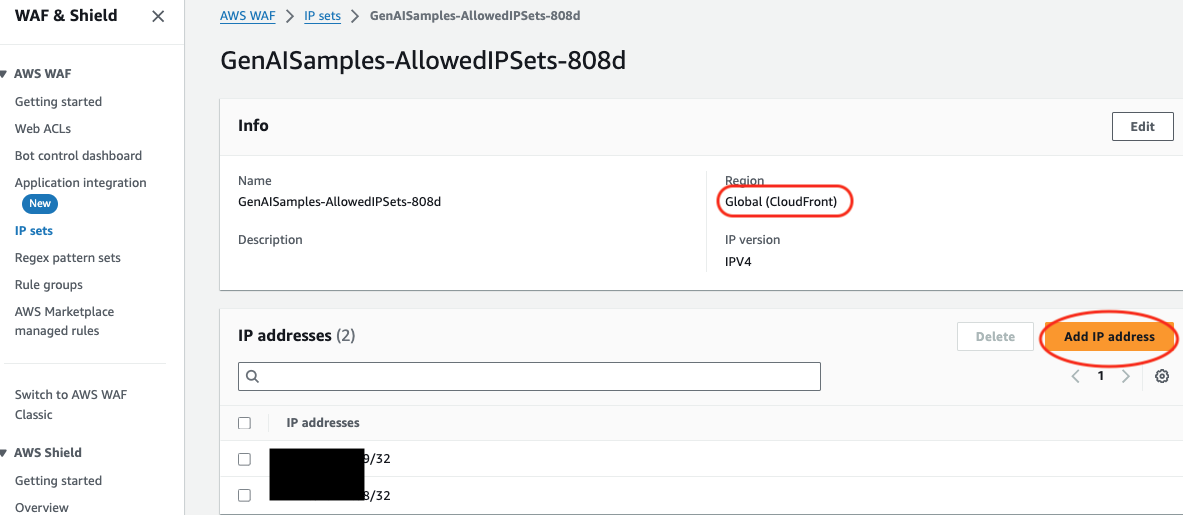 WAF & Shield
AWS WAF
Getting started
Web ACLs
Bot control dashboard
Application integration
New
IP sets
Regex pattern sets
Rule groups
AWS Marketplace
managed rules
Switch to AWS WAF
Classic
AWS Shield
Getting started
Overview
AWS WAF > IP sets > GenAISamples-AllowedIPSets-808d
GenAISamples-AllowedIPSets-808d
Info
Edit
Name
GenAISamples-AllowedIPSets-808d
Description
Region
Global (CloudFront)
IP version
IPV4
IP addresses (2)
Delete
Add IP address
1
IP addresses
9/32
8/32